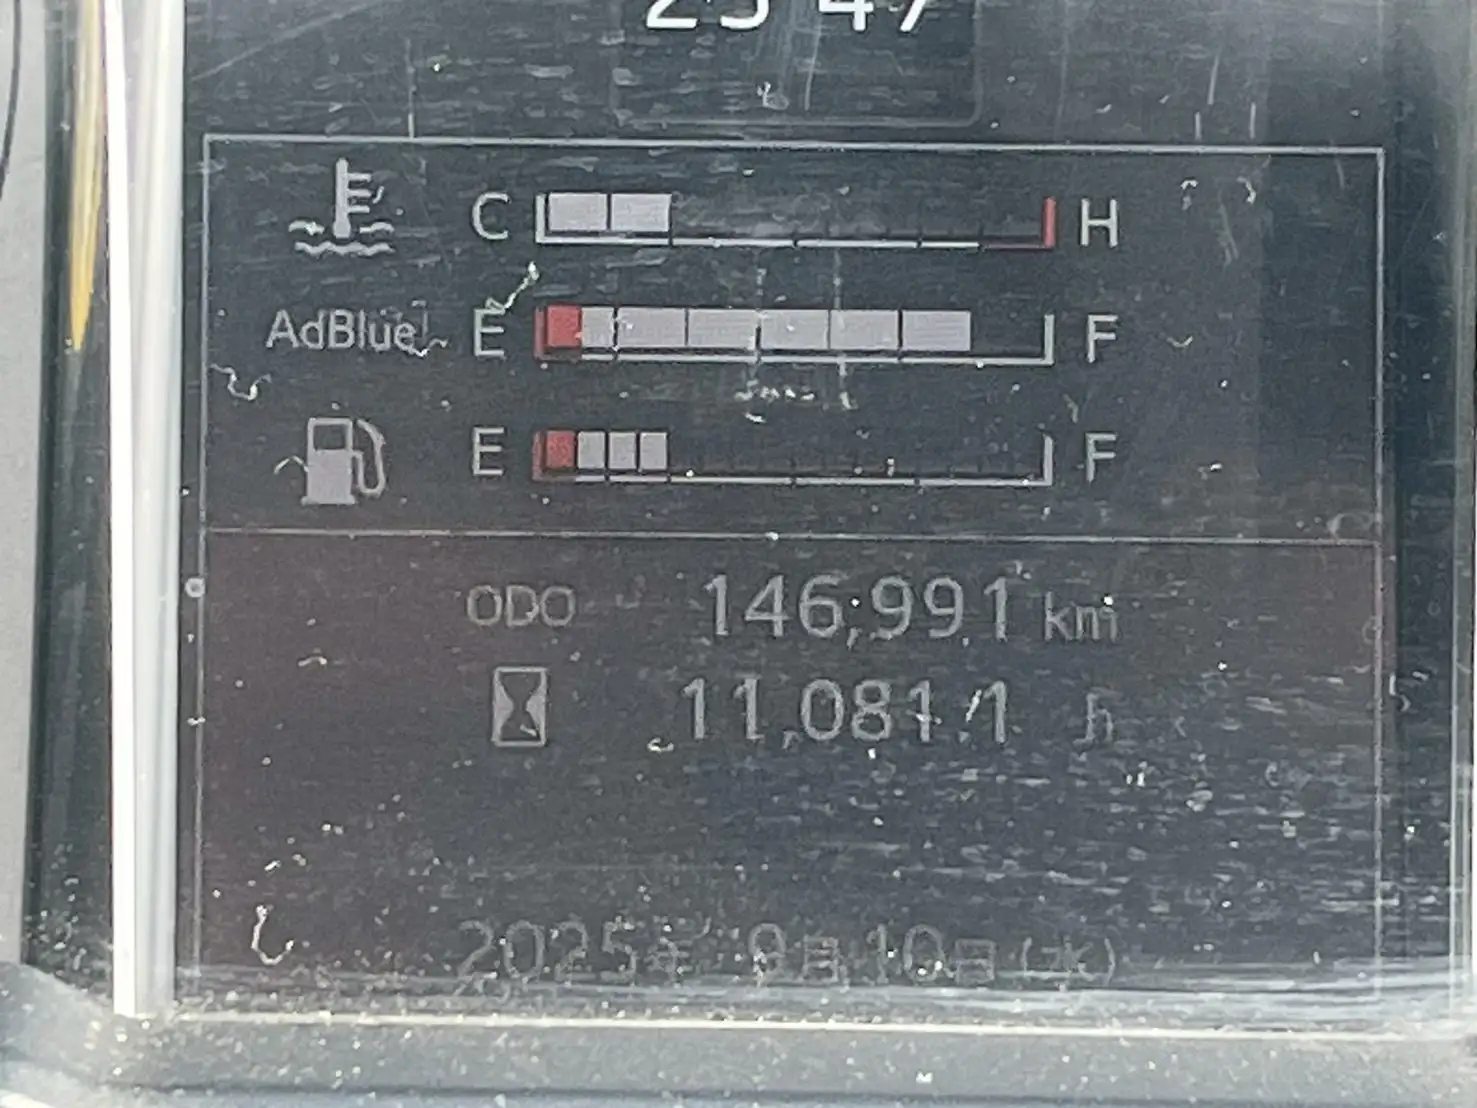 C H
AdBlue E F
E F
ODO 146,991 km
11,081.1 h
2025年 9月10日(水)